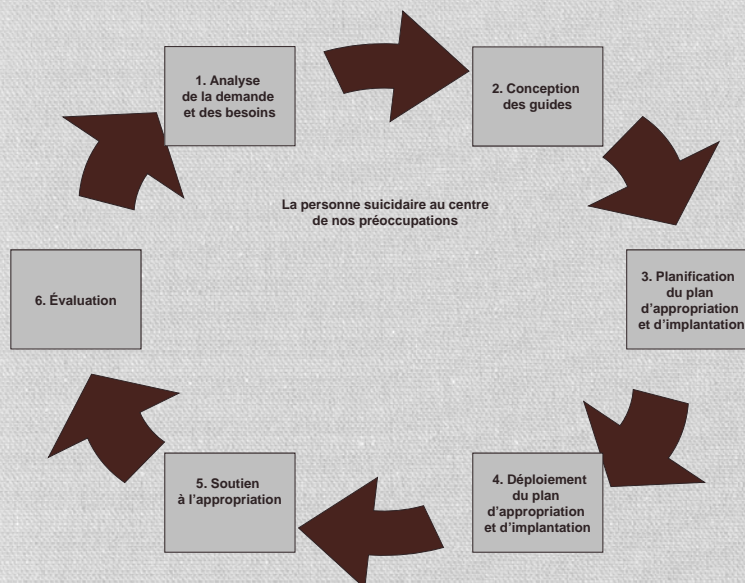 1. Analyse
de la demande
et des besoins
2. Conception
des guides
La personne suicidaire au centre
de nos préoccupations
3. Planification
du plan
d'appropriation
et d'implantation
4. Déploiement
du plan
d'appropriation
et d'implantation
5. Soutien
à l'appropriation
6. Évaluation